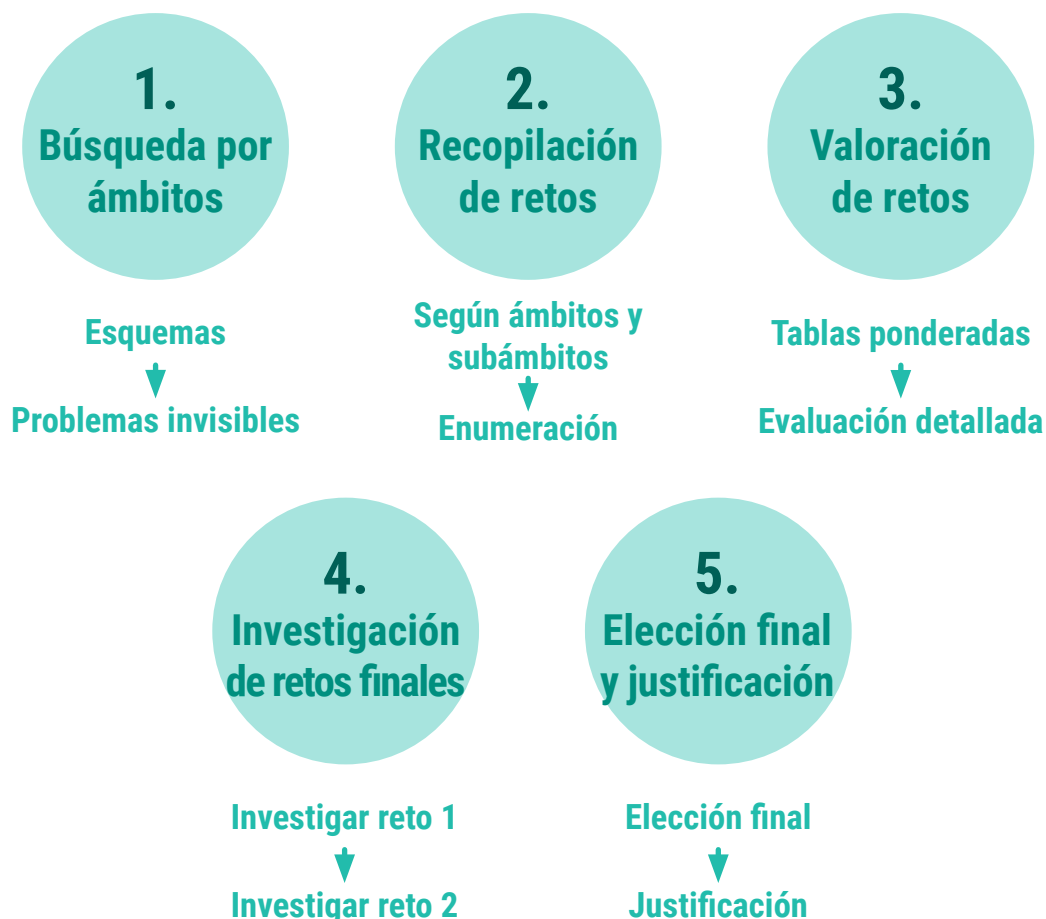 1.
Búsqueda por
ámbitos
Esquemas
Problemas invisibles
2.
Recopilación
de retos
Según ámbitos y
subámbitos
Enumeración
3.
Valoración
de retos
Tablas ponderadas
Evaluación detallada
4.
Investigación
de retos finales
Investigar reto 1
Investigar reto 2
5.
Elección final
y justificación
Elección final
Justificación